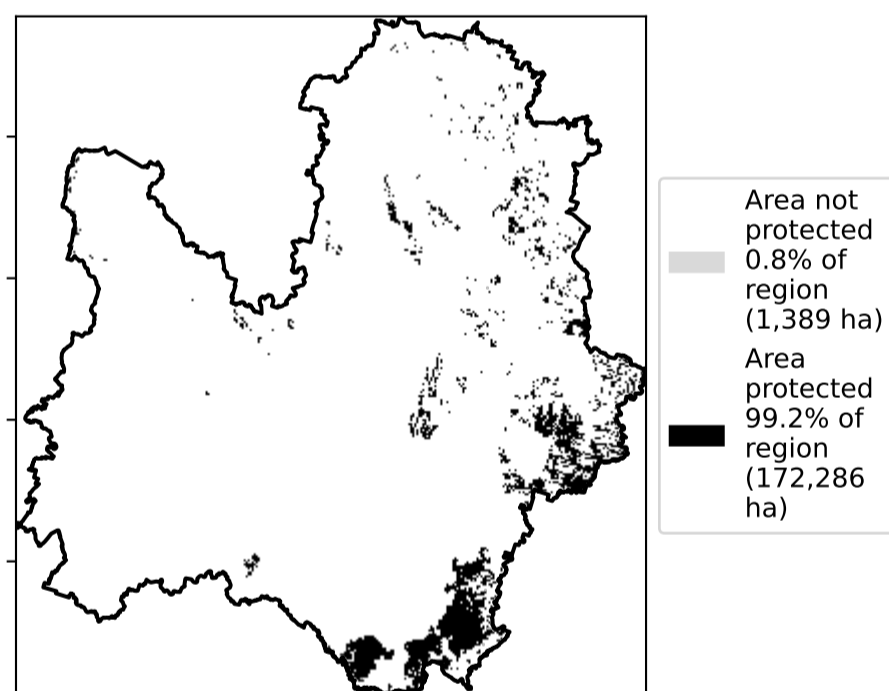 Area not
protected
0.8% of
region
(1,389 ha)
Area
protected
99.2% of
region
(172,286
ha)